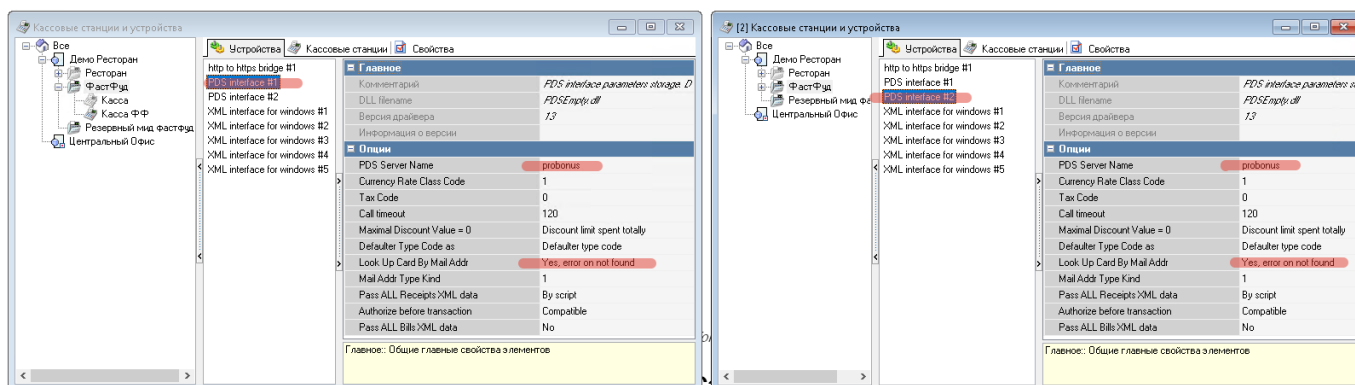 Кассовые станции и устройства
Все
Демо Ресторан
Ресторан
ФастФуд
Касса
Касса ФФ
Резервный мид фастфуд
Центральный Офис
Устройства Кассовые станции Свойства
http to https bridge #1
PDS interface #1
PDS interface #2
XML interface for windows #1
XML interface for windows #2
XML interface for windows #3
XML interface for windows #4
XML interface for windows #5
Главное
Комментарий PDS interface parameters storage. D
DLL filename PDSEmpty.dll
Версия драйвера 1.3
Информация о версии
Опции
PDS Server Name probonus
Currency Rate Class Code 1
Tax Code 0
Call timeout 120
Maximal Discount Value = 0 Discount limit spent totally
Defaulter Type Code as Defaulter type code
Look Up Card By Mail Addr Yes, error on not found
Mail Addr Type Kind 1
Pass ALL Receipts XML data By script
Authorize before transaction Compatible
Pass ALL Bills XML data No
Главное:: Общие главные свойства элементов
[2] Кассовые станции и устройства
Все
Демо Ресторан
Ресторан
ФастФуд
Резервный мид фа
Центральный Офис
Устройства Кассовые станции Свойства
http to https bridge #1
PDS interface #1
PDS interface #2
XML interface for windows #1
XML interface for windows #2
XML interface for windows #3
XML interface for windows #4
XML interface for windows #5
Главное
Комментарий PDS interface parameters sto
DLL filename PDSEmpty.dll
Версия драйвера 1.3
Информация о версии
Опции
PDS Server Name probonus
Currency Rate Class Code 1
Tax Code 0
Call timeout 120
Maximal Discount Value = 0 Discount limit spent totally
Defaulter Type Code as Defaulter type code
Look Up Card By Mail Addr Yes, error on not found
Mail Addr Type Kind 1
Pass ALL Receipts XML data By script
Authorize before transaction Compatible
Pass ALL Bills XML data No
Главное:: Общие главные свойства элементов